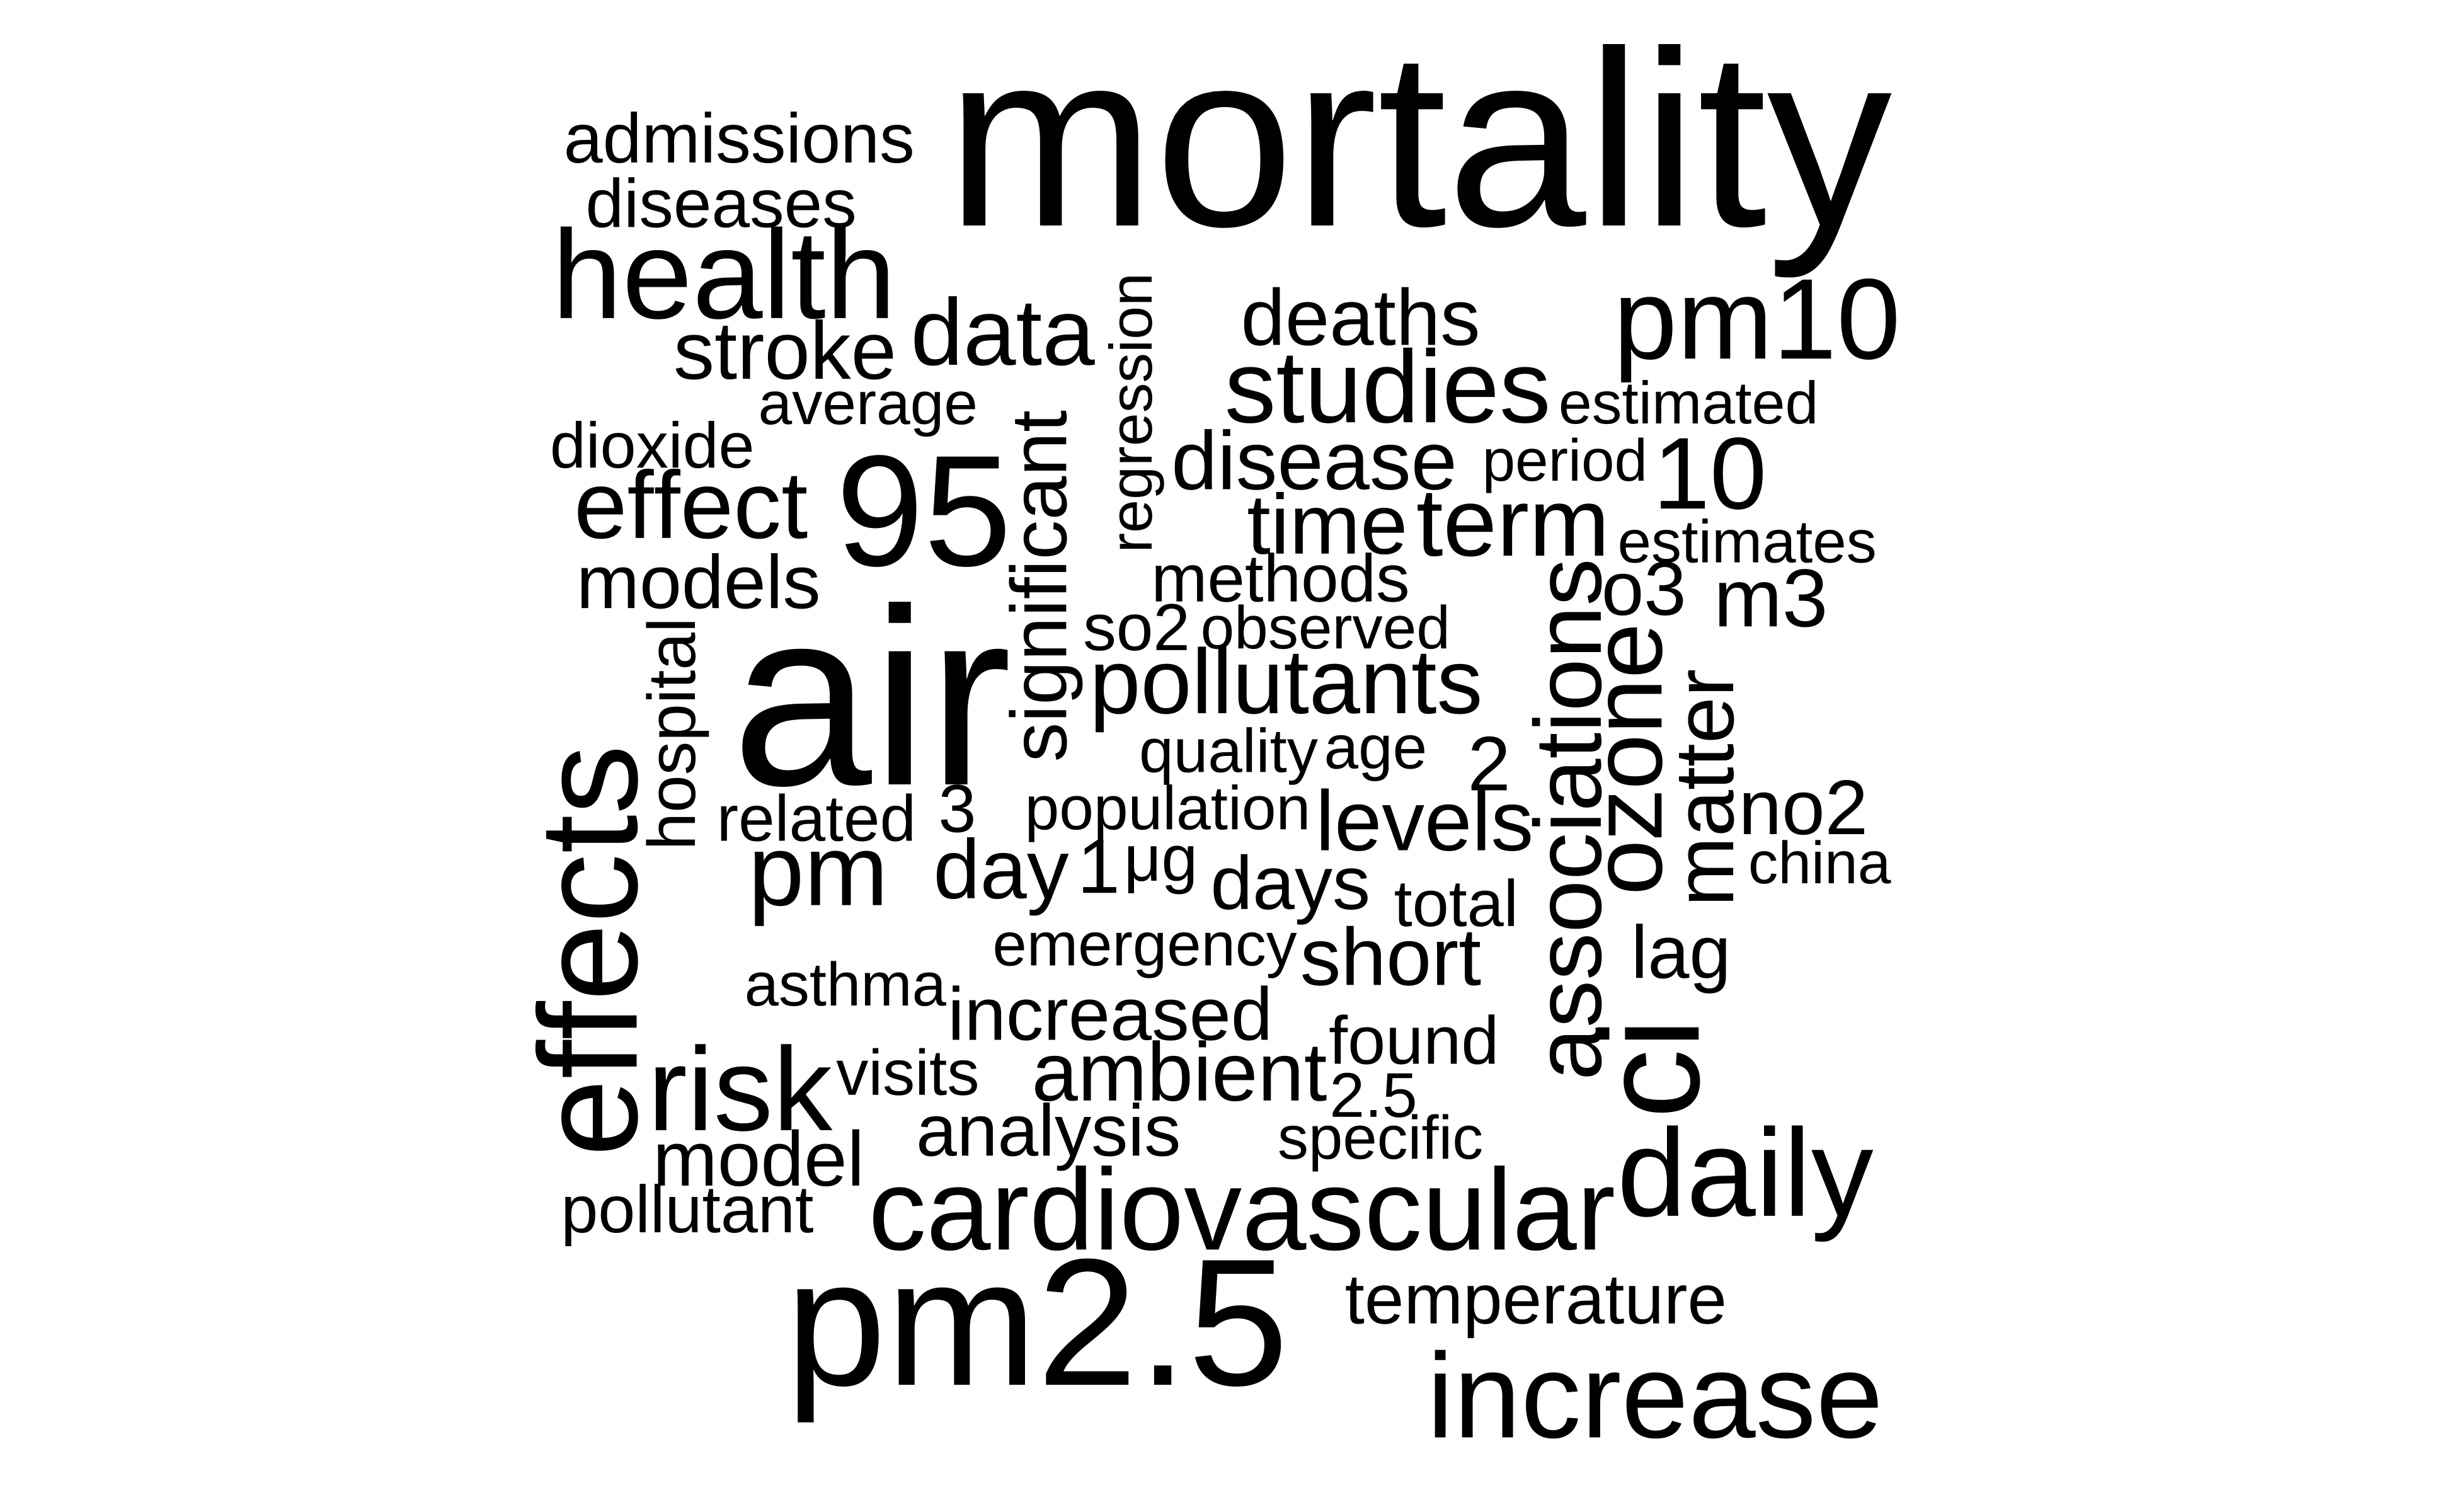 mortality
admissions
diseases
health
stroke
data
regression
deaths
pm10
studies
estimated
average
dioxide
effect
95
significant
disease
period
10
time
term
estimates
models
methods
associations
o3
m3
so2
observed
hospital
air
pollutants
ozone
matter
quality
age
2
effects
related
3
population
levels
no2
pm
day
1
µg
days
total
china
emergency
short
lag
asthma
increased
found
ci
risk
visits
ambient
2.5
model
analysis
specific
daily
pollutant
cardiovascular
pm2.5
temperature
increase